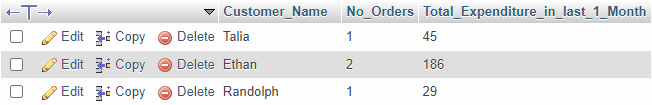 ←T→ Customer_Name No_Orders Total_Expenditure_in_last_1_Month
Edit Copy Delete Talia 1 45
Edit Copy Delete Ethan 2 186
Edit Copy Delete Randolph 1 29